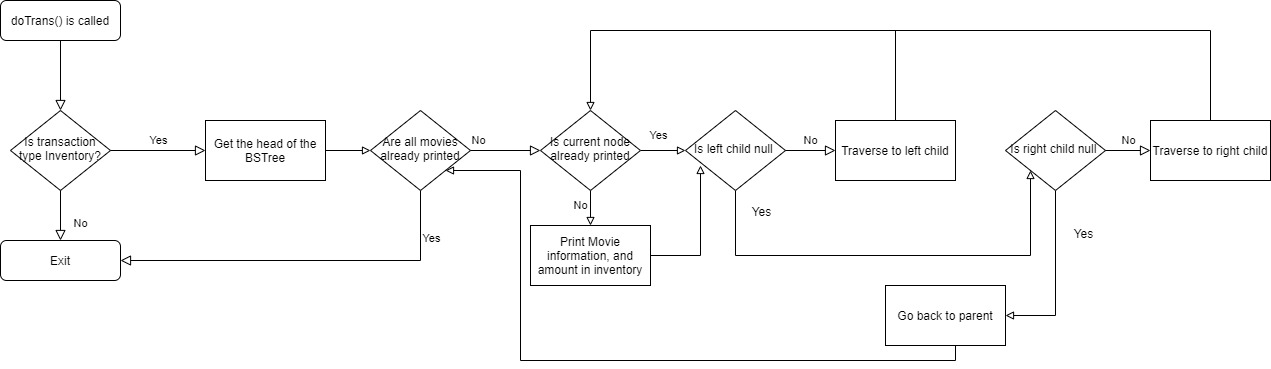 doTrans() is called
Is transaction
type Inventory?
Yes
No
Exit
Get the head of the
BSTree
Are all movies
already printed
No
Yes
Is current node
already printed
Yes
No
Print Movie
information, and
amount in inventory
Is left child null
No
Yes
Traverse to left child
Is right child null
No
Yes
Traverse to right child
Go back to parent